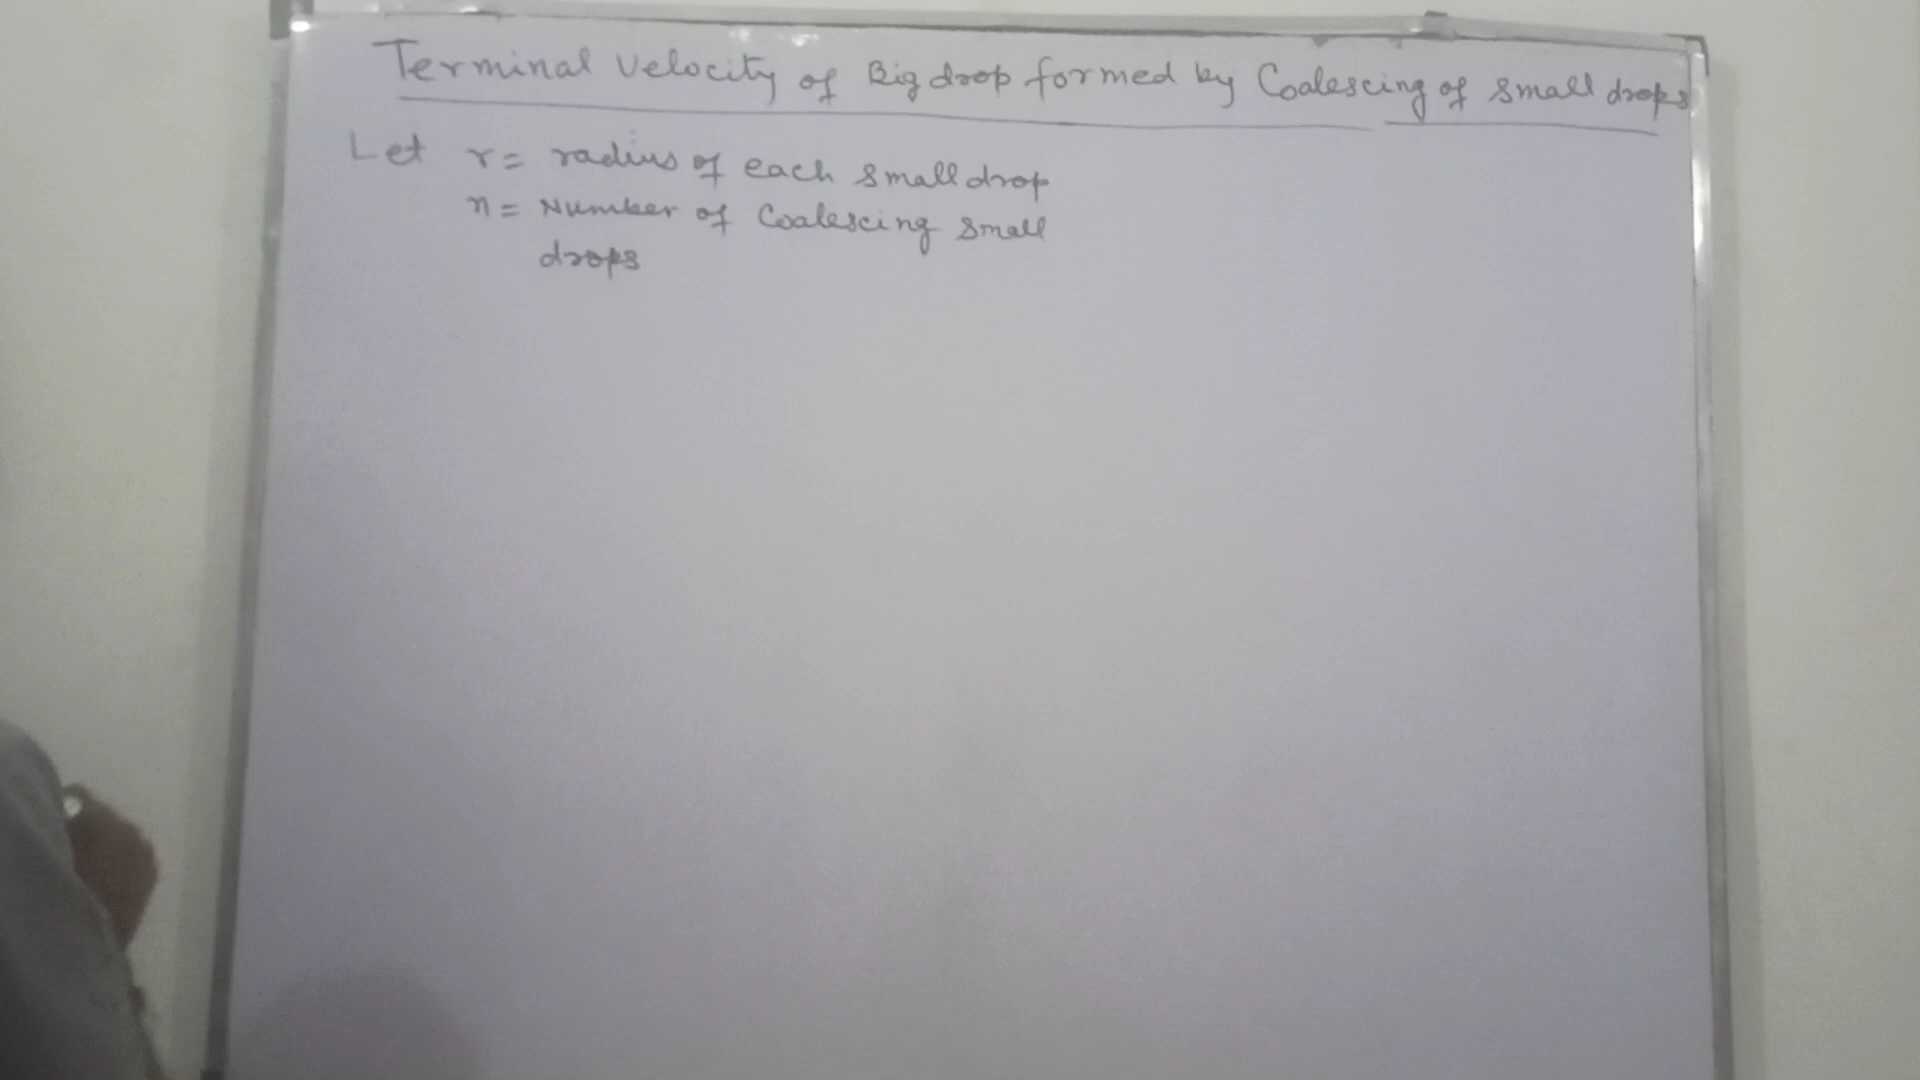 Terminal Velocity of Big drop formed by Coalescing of small drops
Let r = radius of each small drop
n = Number of Coalescing small
drops